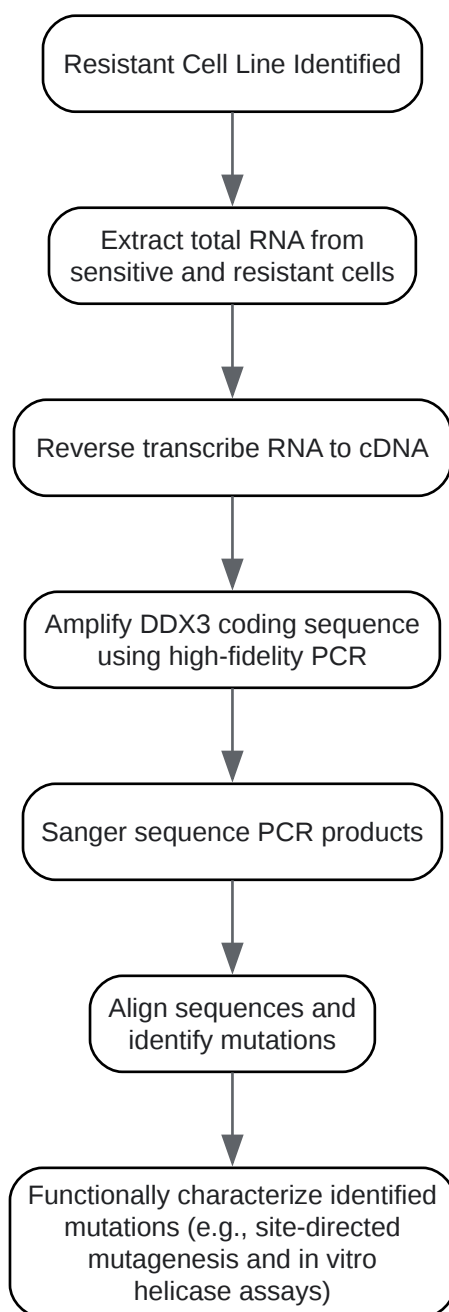 Resistant Cell Line Identified
Extract total RNA from
sensitive and resistant cells
Reverse transcribe RNA to cDNA
Amplify DDX3 coding sequence
using high-fidelity PCR
Sanger sequence PCR products
Align sequences and
identify mutations
Functionally characterize identified
mutations (e.g., site-directed
mutagenesis and in vitro
helicase assays)